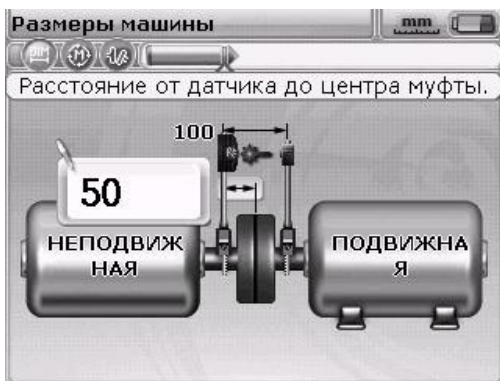 Размеры машины
mm
Расстояние от датчика до центра муфты.
100
50
НЕПОДВИЖ
НАЯ
ПОДВИЖНА
Я